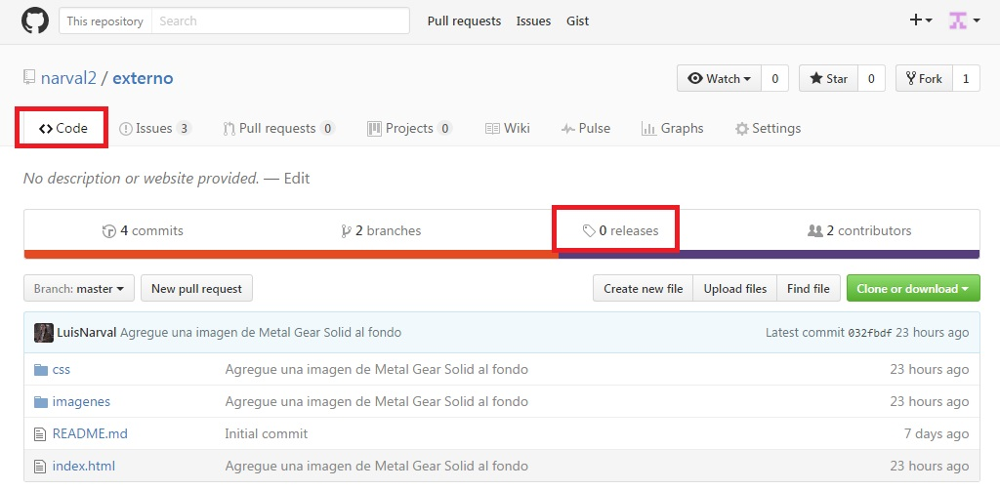 This repository Search Pull requests Issues Gist
narval2 / externo Watch 0 Star 0 Fork 1
Code Issues 3 Pull requests 0 Projects 0 Wiki Pulse Graphs Settings
No description or website provided. — Edit
4 commits 2 branches 0 releases 2 contributors
Branch: master New pull request Create new file Upload files Find file Clone or download
LuisNarval Agregue una imagen de Metal Gear Solid al fondo Latest commit 032fbdf 23 hours ago
css Agregue una imagen de Metal Gear Solid al fondo 23 hours ago
imagenes Agregue una imagen de Metal Gear Solid al fondo 23 hours ago
README.md Initial commit 7 days ago
index.html Agregue una imagen de Metal Gear Solid al fondo 23 hours ago